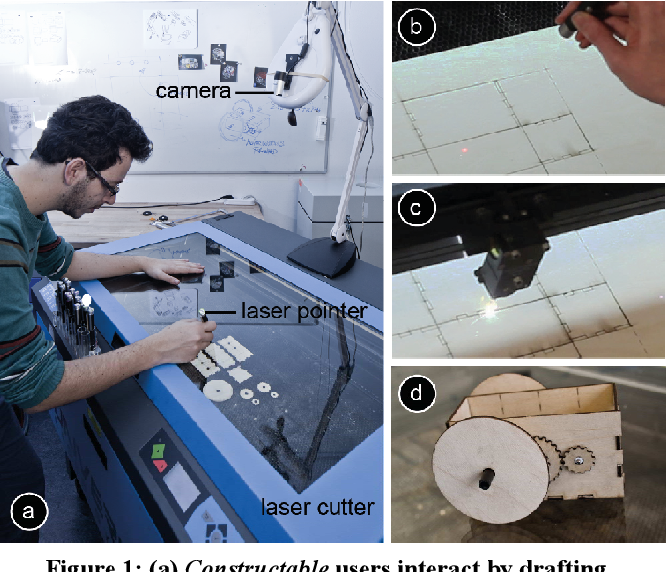 camera
b
c
laser pointer
d
laser cutter
a
Figure 1: (a) Constructable users interact by drafting